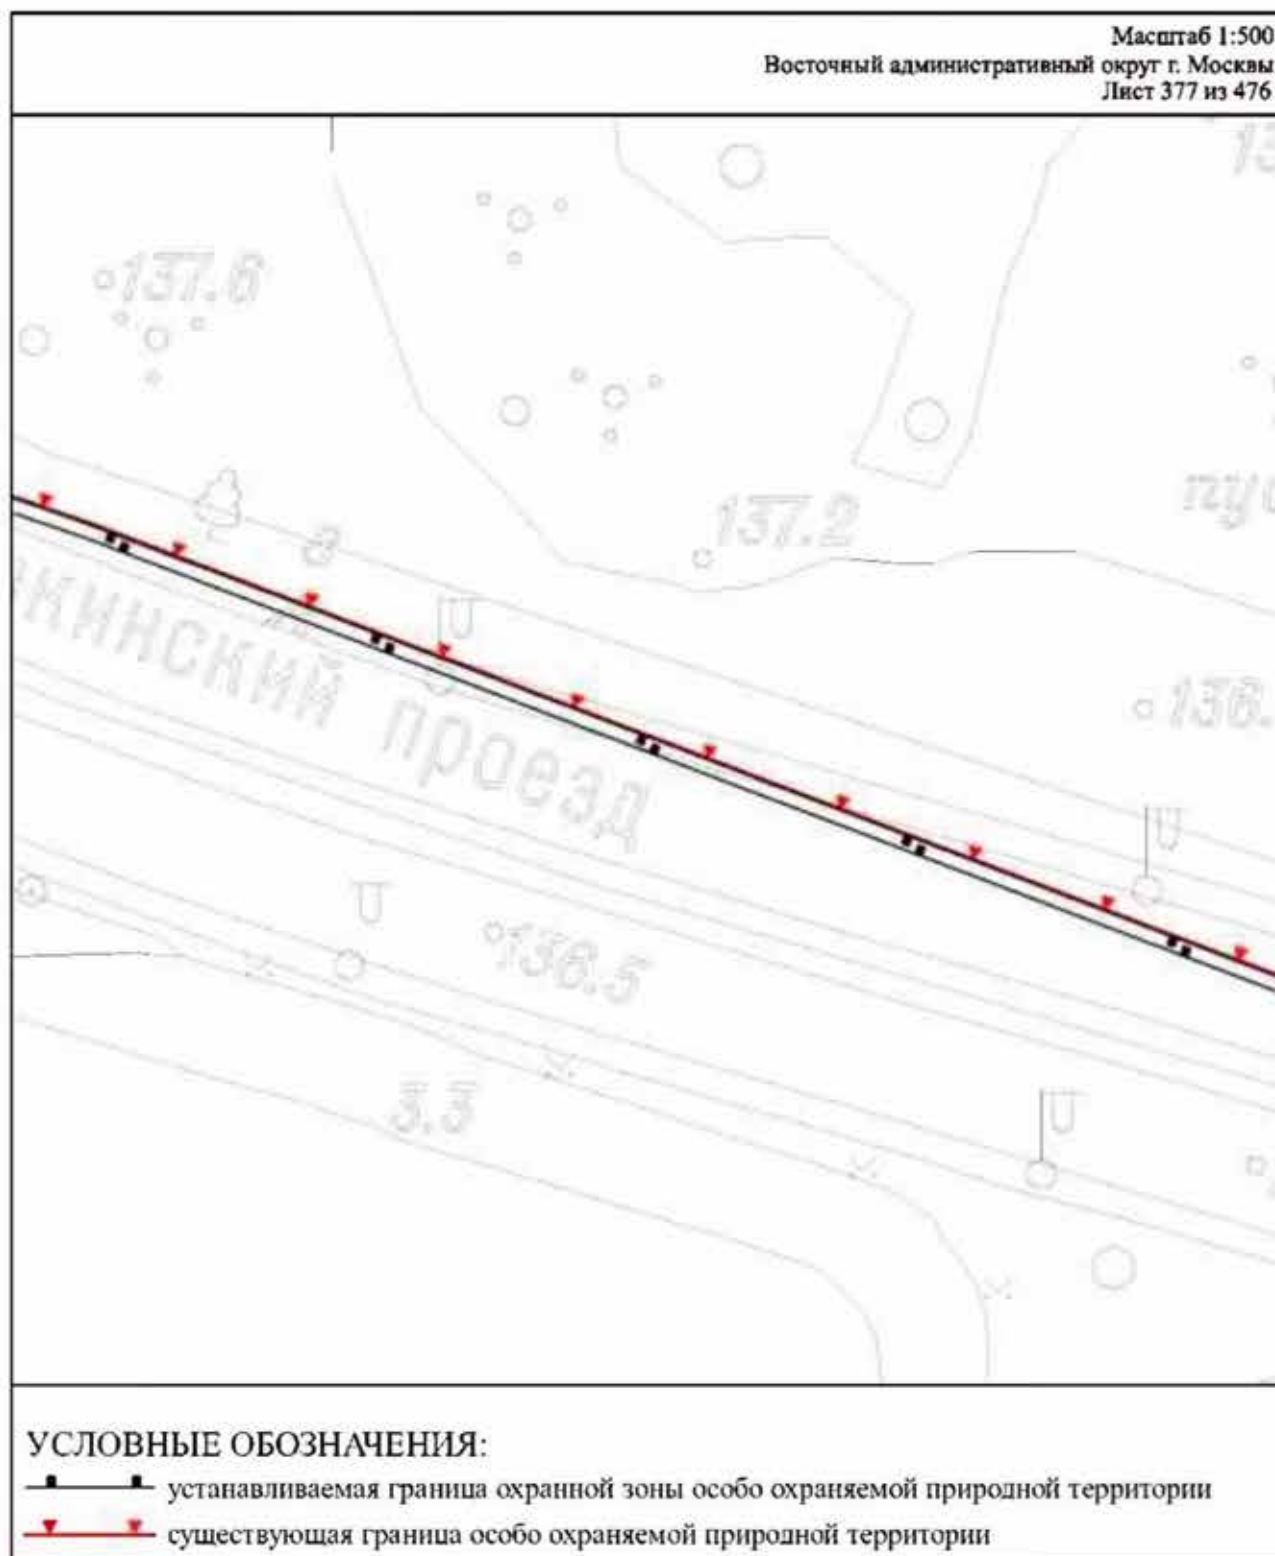 Масштаб 1:500
Восточный административный округ г. Москвы
Лист 377 из 476
137.6
137.2
проезд
136.5
3.3
УСЛОВНЫЕ ОБОЗНАЧЕНИЯ:
устанавливаемая граница охранной зоны особо охраняемой природной территории
существующая граница особо охраняемой природной территории